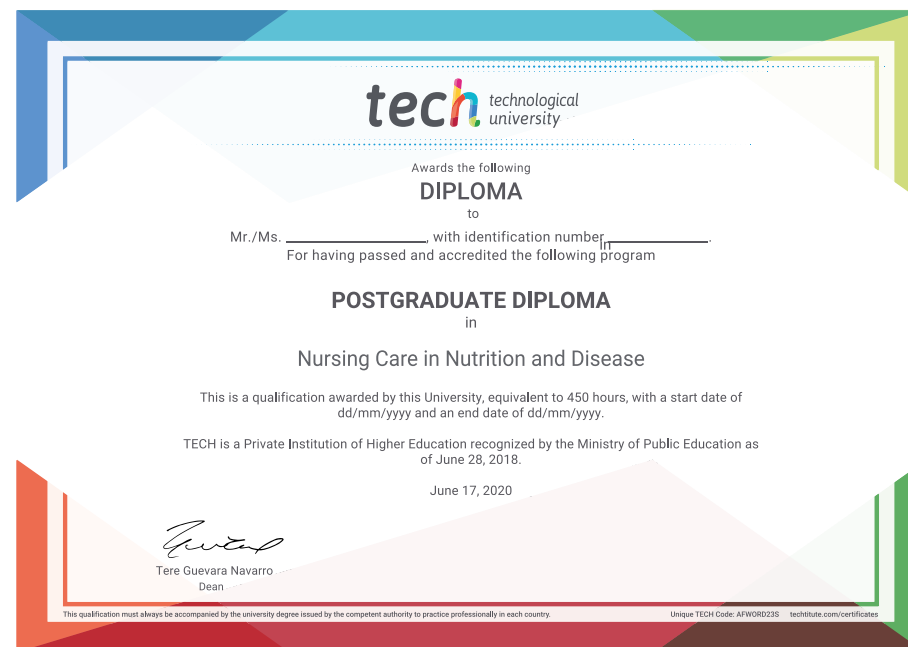 tech technological
university
Awards the following
DIPLOMA
to
Mr./Ms. ____________, with identification number ____________.
In
For having passed and accredited the following program
POSTGRADUATE DIPLOMA
in
Nursing Care in Nutrition and Disease
This is a qualification awarded by this University, equivalent to 450 hours, with a start date of
dd/mm/yyyy and an end date of dd/mm/yyyy.
TECH is a Private Institution of Higher Education recognized by the Ministry of Public Education as
of June 28, 2018.
June 17, 2020
Tere Guevara Navarro
Dean
This qualification must always be accompanied by the university degree issued by the competent authority to practice professionally in each country.
Unique TECH Code: AFWORD23S techtitute.com/certificates